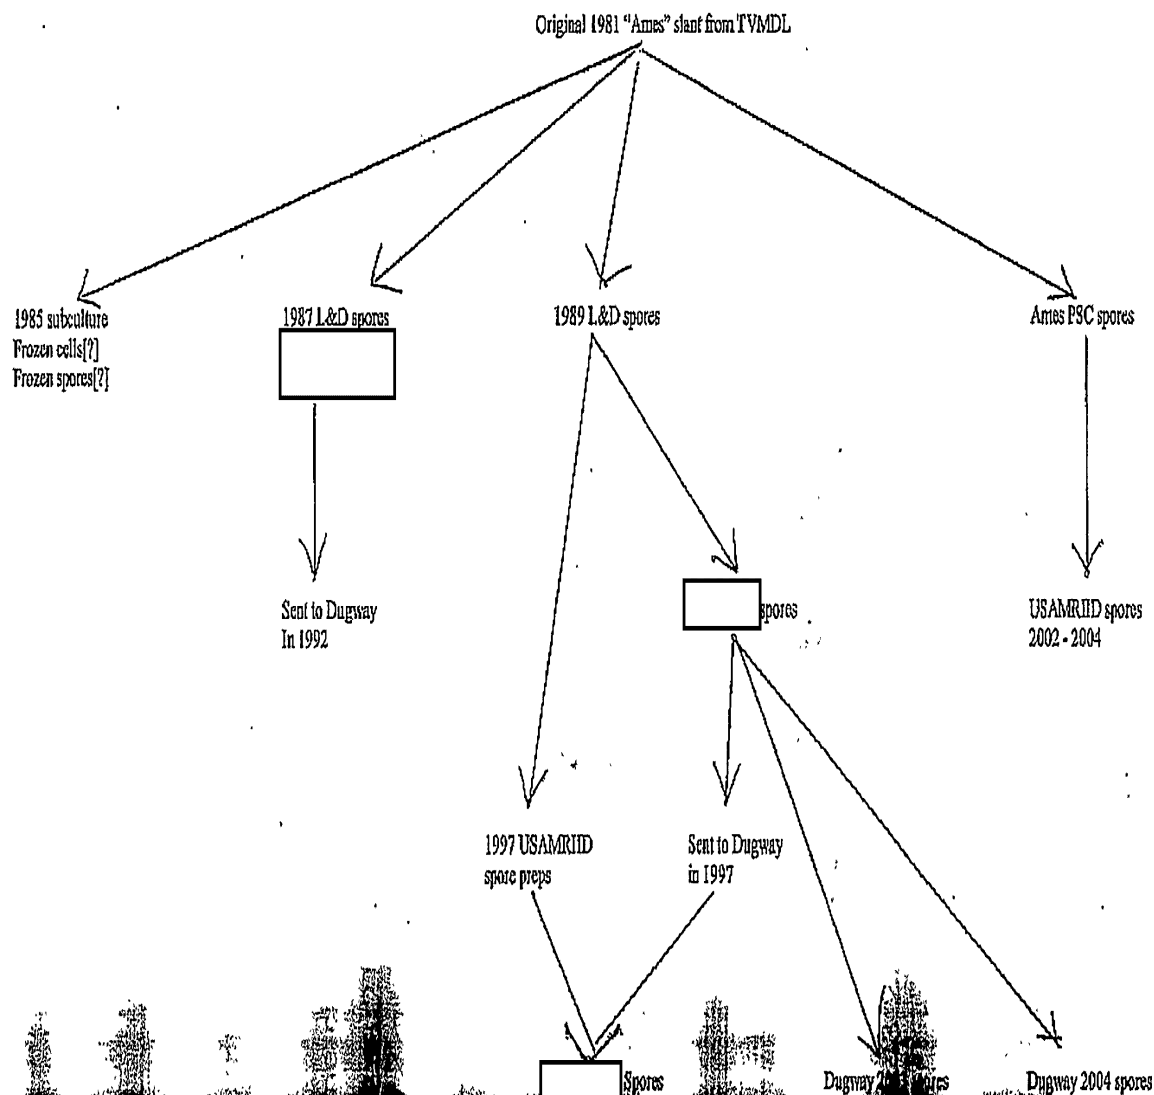 Original 1981 "Ames" slant from TVMDL
1985 subculture
Frozen cells[?]
Frozen spores[?]
1987 L&D spores
1989 L&D spores
Ames PSC spores
Sent to Dugway
In 1992
spores
USAMRIID spores
2002 - 2004
1997 USAMRIID
spore preps
Sent to Dugway
in 1997
Spores
Dugway spores
Dugway 2004 spores